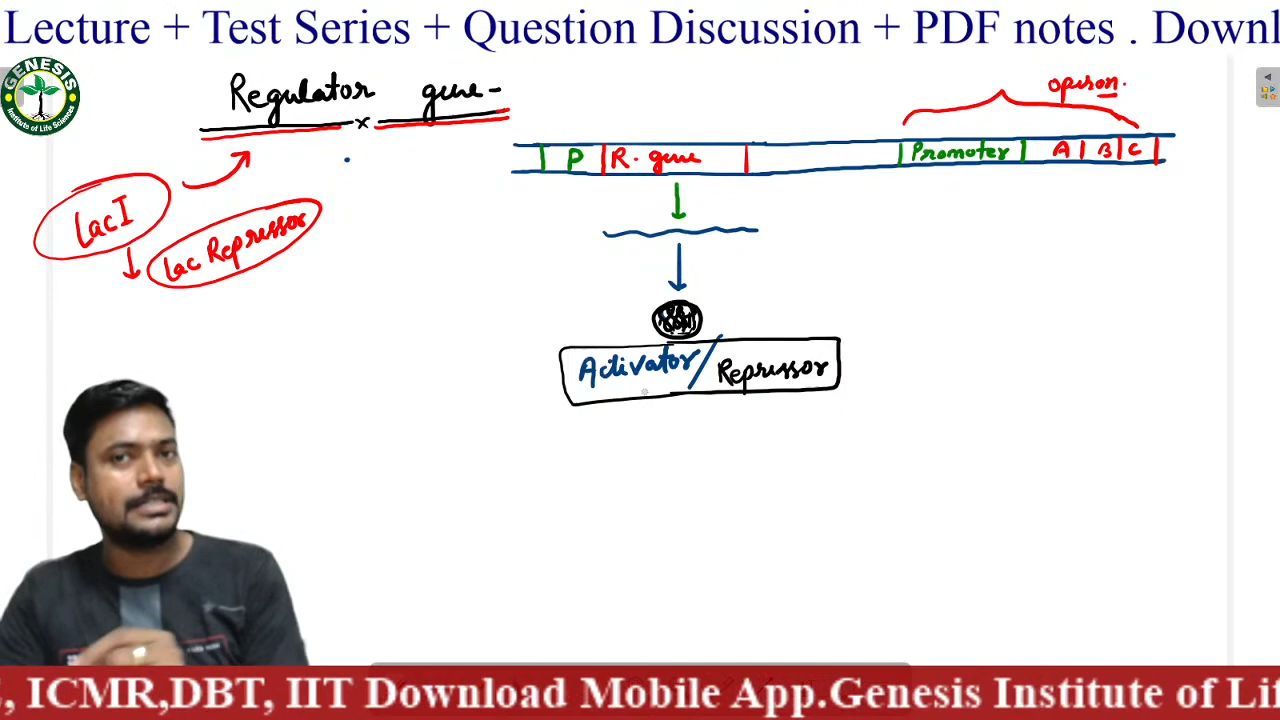 Lecture + Test Series + Question Discussion + PDF notes . Downl
GENESIS
Institute of Life Sciences
Regulator gene-
operson.
P R. gene Promoter A B C
LacI
Lac Repressor
Activator / Repressor
E, ICMR,DBT, IIT Download Mobile App.Genesis Institute of Lif